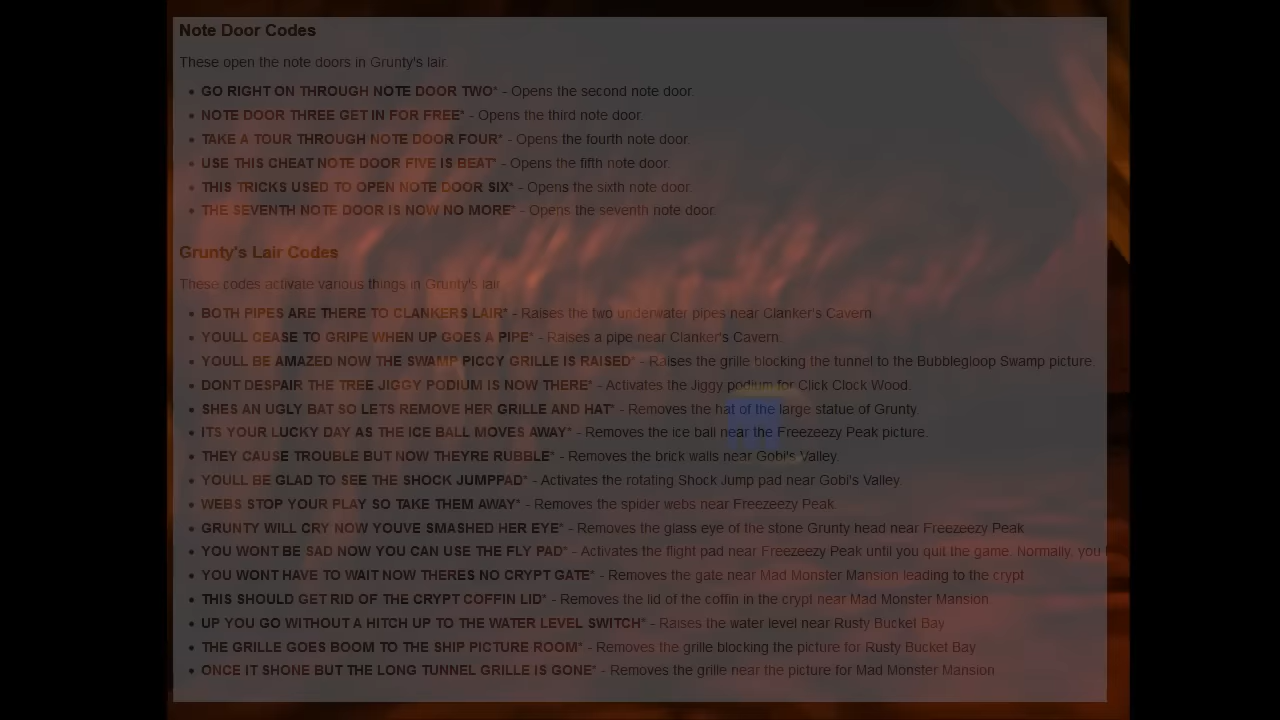 Note Door Codes
These open the note doors in Grunty's lair.
• GO RIGHT ON THROUGH NOTE DOOR TWO* - Opens the second note door.
• NOTE DOOR THREE GET IN FOR FREE* - Opens the third note door.
• TAKE A TOUR THROUGH NOTE DOOR FOUR* - Opens the fourth note door.
• USE THIS CHEAT NOTE DOOR FIVE IS BEAT* - Opens the fifth note door.
• THIS TRICKS USED TO OPEN NOTE DOOR SIX* - Opens the sixth note door.
• THE SEVENTH NOTE DOOR IS NOW NO MORE* - Opens the seventh note door.
Grunty's Lair Codes
These codes activate various things in Grunty's lair.
• BOTH PIPES ARE THERE TO CLANKERS LAIR* - Raises the two underwater pipes near Clanker's Cavern.
• YOULL CEASE TO GRIPE WHEN UP GOES A PIPE* - Raises a pipe near Clanker's Cavern.
• YOULL BE AMAZED NOW THE SWAMP PICCY GRILLE IS RAISED* - Raises the grille blocking the tunnel to the Bubblegloop Swamp picture.
• DONT DESPAIR THE TREE JIGGY PODIUM IS NOW THERE* - Activates the Jiggy podium for Click Clock Wood.
• SHES AN UGLY BAT SO LETS REMOVE HER GRILLE AND HAT* - Removes the hat of the large statue of Grunty.
• ITS YOUR LUCKY DAY AS THE ICE BALL MOVES AWAY* - Removes the ice ball near the Freezeezy Peak picture.
• THEY CAUSE TROUBLE BUT NOW THEYRE RUBBLE* - Removes the brick walls near Gobi's Valley.
• YOULL BE GLAD TO SEE THE SHOCK JUMPPAD* - Activates the rotating Shock Jump pad near Gobi's Valley.
• WEBS STOP YOUR PLAY SO TAKE THEM AWAY* - Removes the spider webs near Freezeezy Peak.
• GRUNTY WILL CRY NOW YOUVE SMASHED HER EYE* - Removes the glass eye of the stone Grunty head near Freezeezy Peak
• YOU WONT BE SAD NOW YOU CAN USE THE FLY PAD* - Activates the flight pad near Freezeezy Peak until you quit the game. Normally, you
• YOU WONT HAVE TO WAIT NOW THERES NO CRYPT GATE* - Removes the gate near Mad Monster Mansion leading to the crypt
• THIS SHOULD GET RID OF THE CRYPT COFFIN LID* - Removes the lid of the coffin in the crypt near Mad Monster Mansion
• UP YOU GO WITHOUT A HITCH UP TO THE WATER LEVEL SWITCH* - Raises the water level near Rusty Bucket Bay
• THE GRILLE GOES BOOM TO THE SHIP PICTURE ROOM* - Removes the grille blocking the picture for Rusty Bucket Bay
• ONCE IT SHONE BUT THE LONG TUNNEL GRILLE IS GONE* - Removes the grille near the picture for Mad Monster Mansion